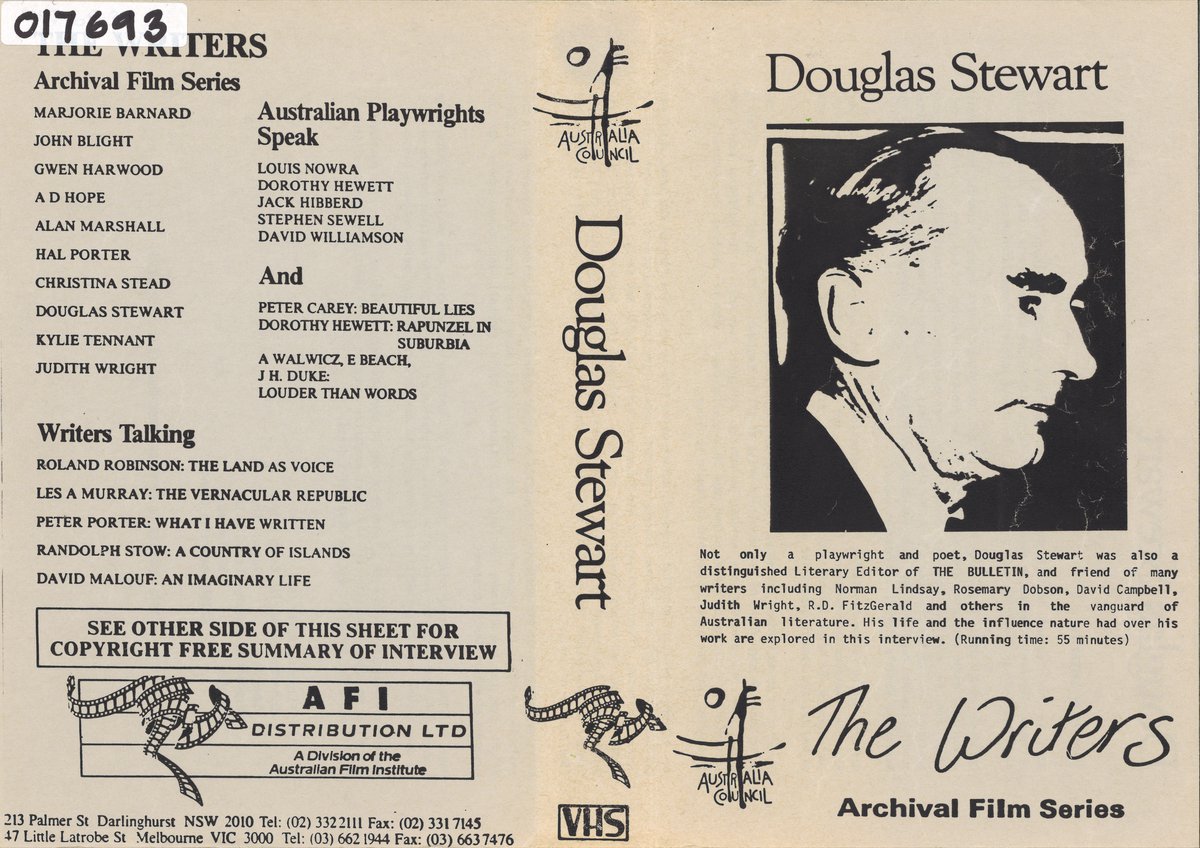 017693
THE WRITERS
Archival Film Series
MARJORIE BARNARD
JOHN BLIGHT
GWEN HARWOOD
A D HOPE
ALAN MARSHALL
HAL PORTER
CHRISTINA STEAD
DOUGLAS STEWART
KYLIE TENNANT
JUDITH WRIGHT
Australian Playwrights
Speak
LOUIS NOWRA
DOROTHY HEWETT
JACK HIBBERD
STEPHEN SEWELL
DAVID WILLIAMSON
And
PETER CAREY: BEAUTIFUL LIES
DOROTHY HEWETT: RAPUNZEL IN
SUBURBIA
A WALWICZ, E BEACH,
J H. DUKE:
LOUDER THAN WORDS
Writers Talking
ROLAND ROBINSON: THE LAND AS VOICE
LES A MURRAY: THE VERNACULAR REPUBLIC
PETER PORTER: WHAT I HAVE WRITTEN
RANDOLPH STOW: A COUNTRY OF ISLANDS
DAVID MALOUF: AN IMAGINARY LIFE
SEE OTHER SIDE OF THIS SHEET FOR
COPYRIGHT FREE SUMMARY OF INTERVIEW
AFI
DISTRIBUTION LTD
A Division of the
Australian Film Institute
213 Palmer St Darlinghurst NSW 2010 Tel: (02) 332 2111 Fax: (02) 331 7145
47 Little Latrobe St Melbourne VIC 3000 Tel: (03) 662 1944 Fax: (03) 663 7476
AUSTRALIA
COUNCIL
Douglas Stewart
VHS
Douglas Stewart
Not only a playwright and poet, Douglas Stewart was also a
distinguished Literary Editor of THE BULLETIN, and friend of many
writers including Norman Lindsay, Rosemary Dobson, David Campbell,
Judith Wright, R.D. FitzGerald and others in the vanguard of
Australian literature. His life and the influence nature had over his
work are explored in this interview. (Running time: 55 minutes)
AUSTRALIA
COUNCIL
The Writers
Archival Film Series